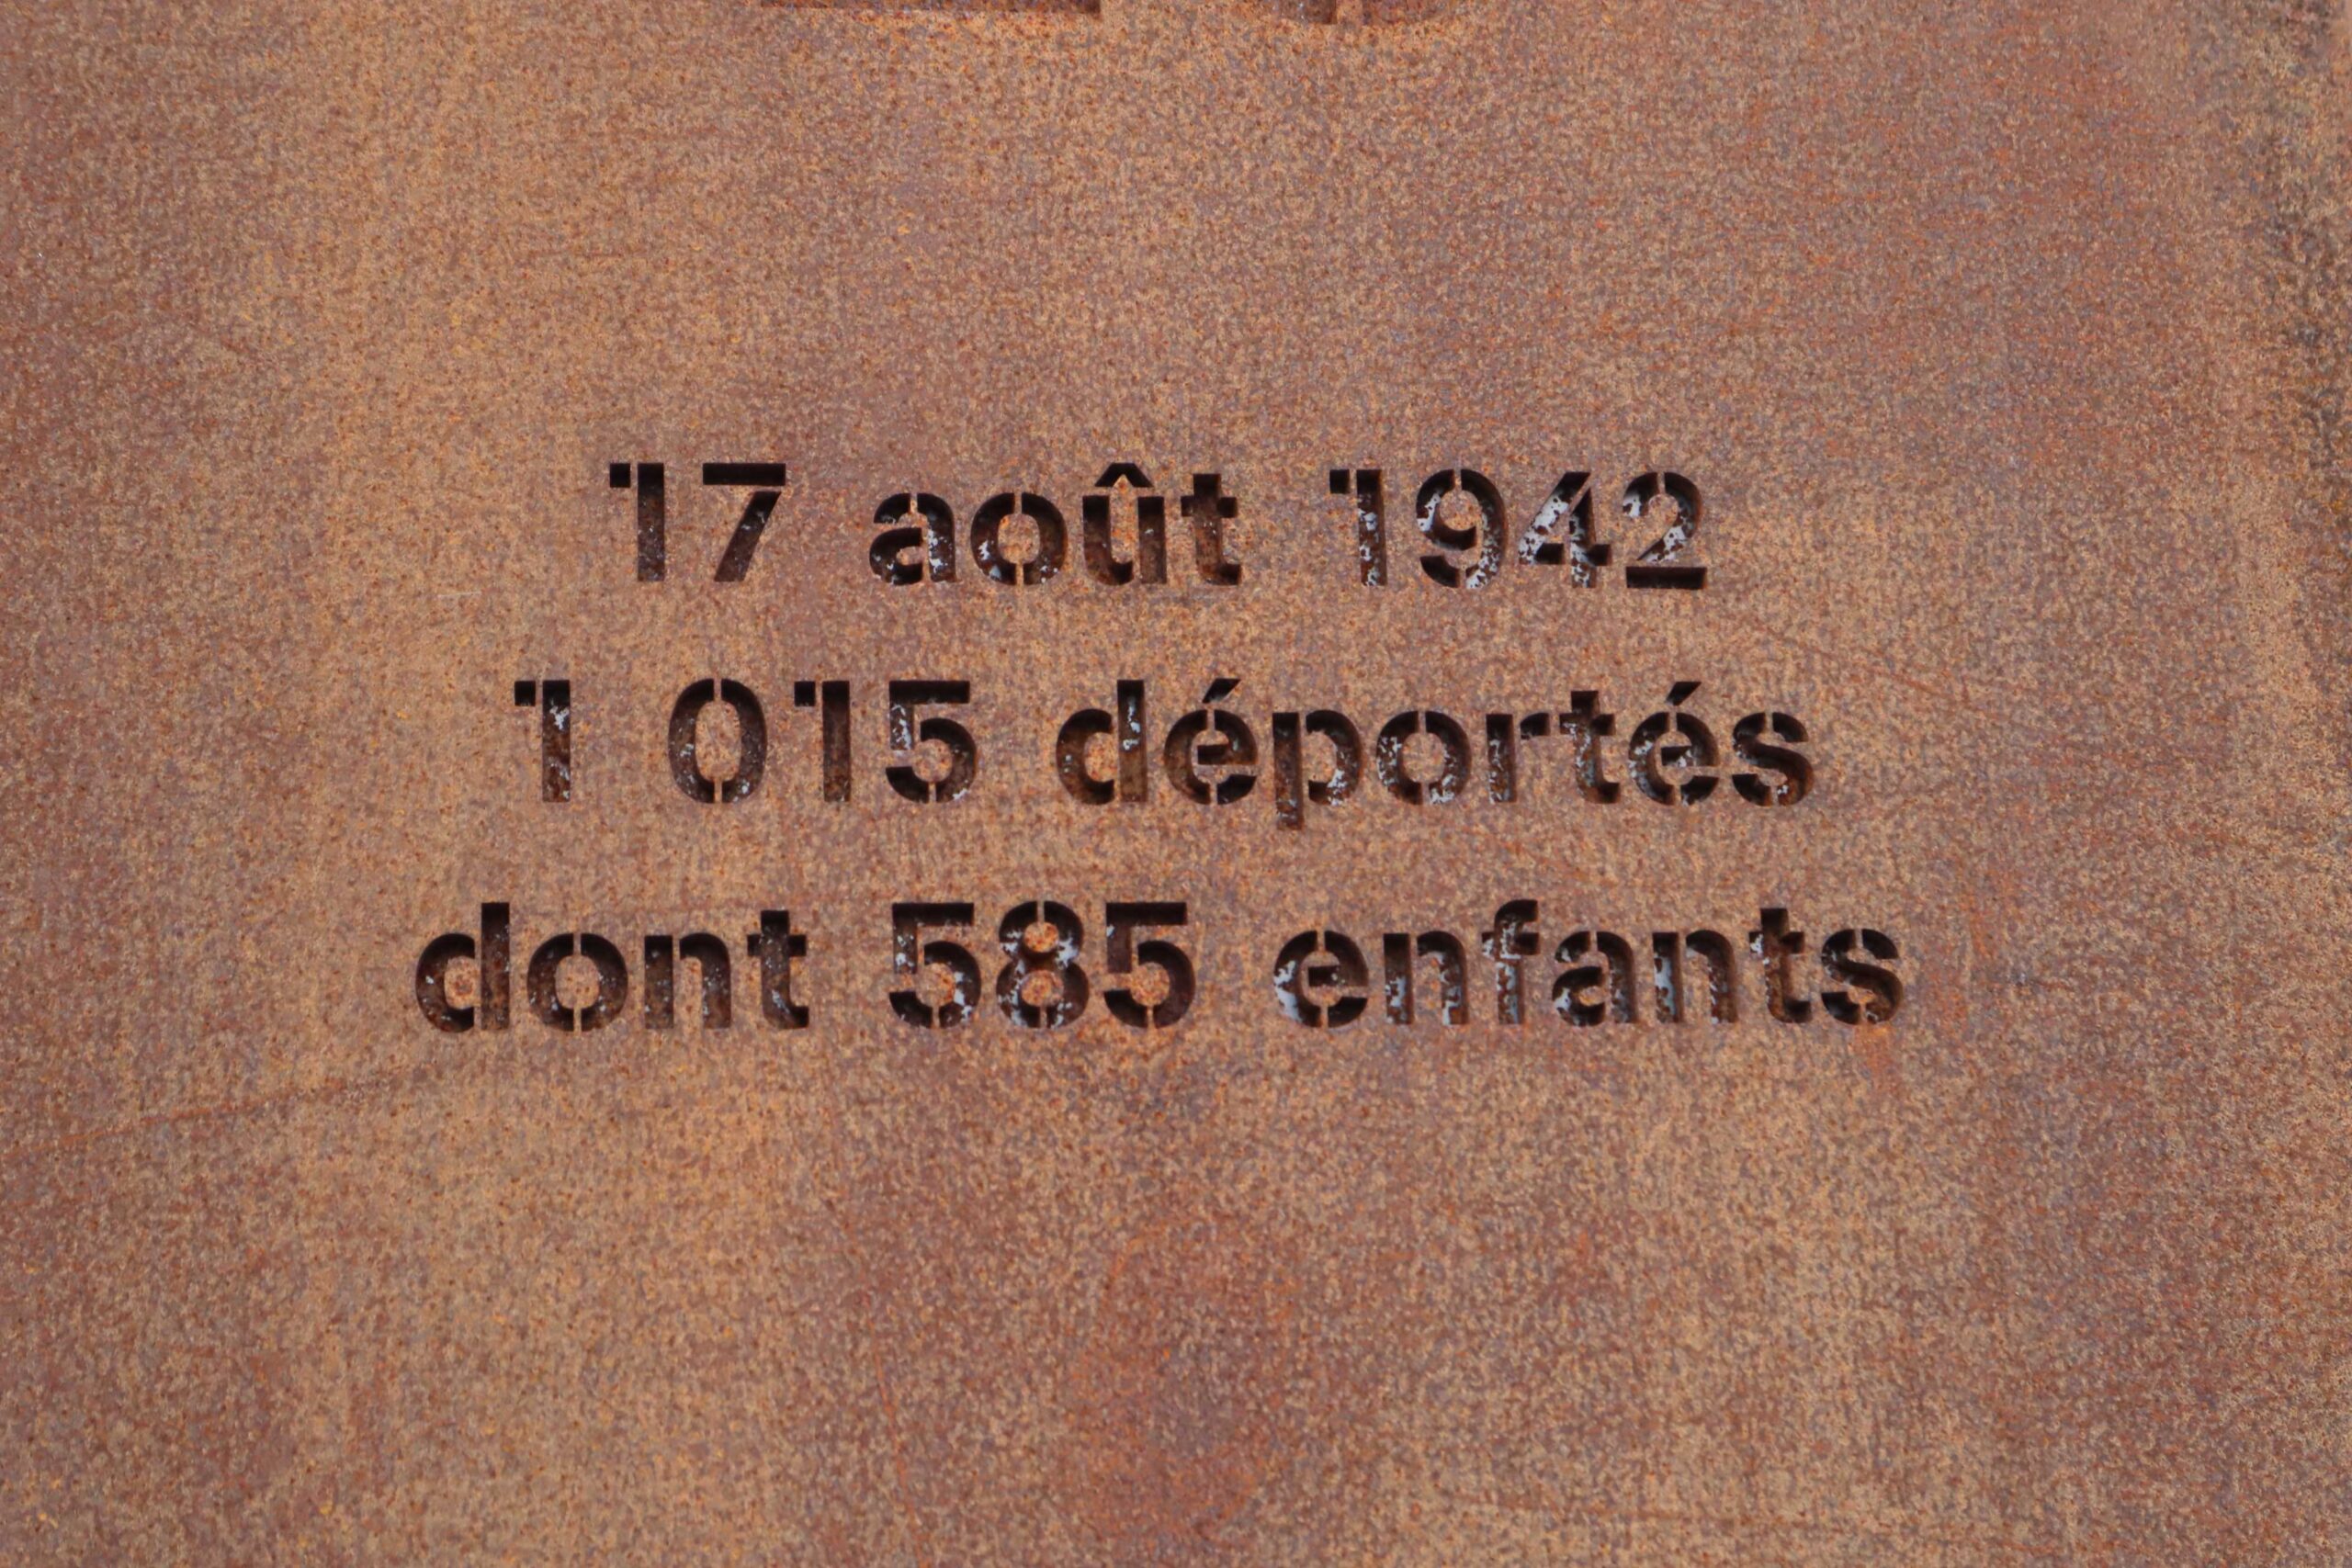 17 août 1942
1 015 déportés
dont 585 enfants